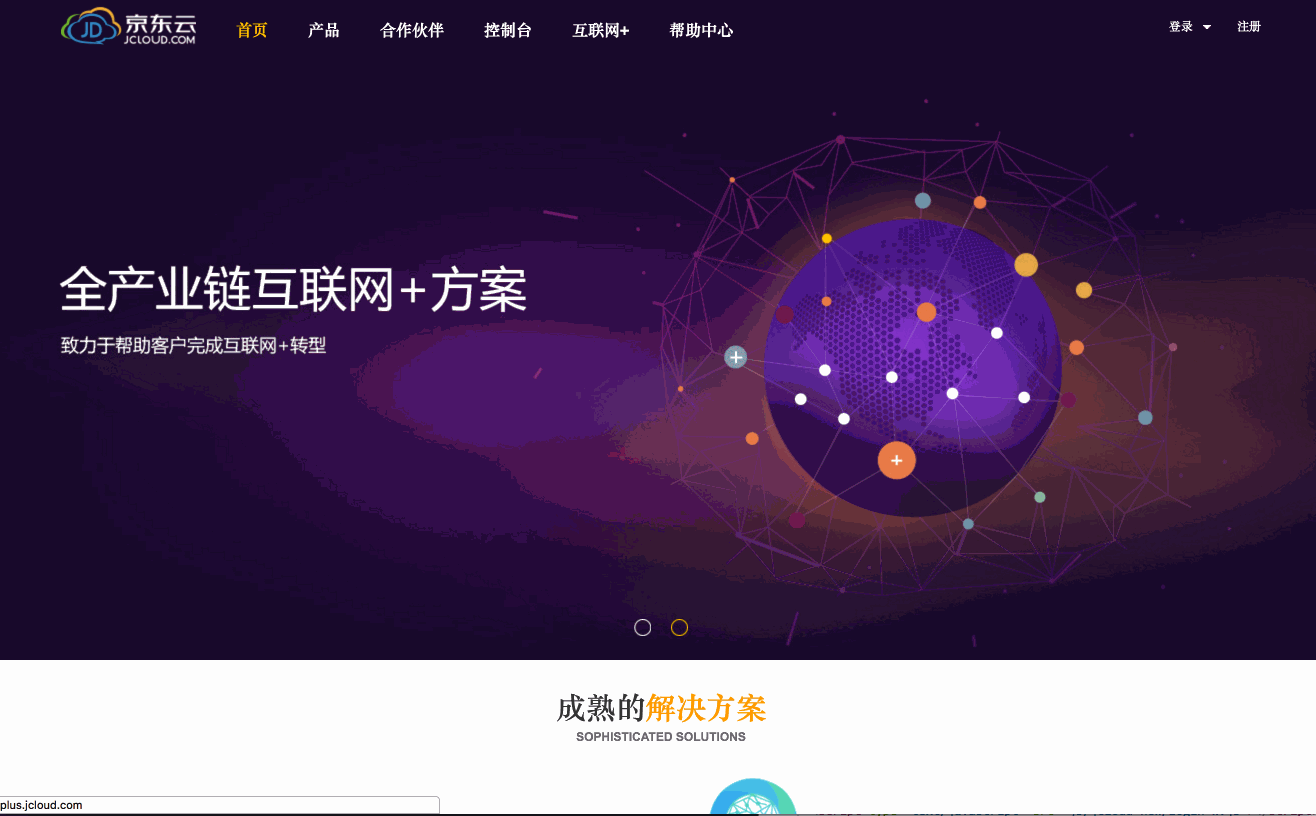 京东云
JCLOUD.COM
首页 产品 合作伙伴 控制台 互联网+ 帮助中心 登录 注册
全产业链互联网+方案
致力于帮助客户完成互联网+转型
成熟的解决方案
SOPHISTICATED SOLUTIONS
plus.jcloud.com